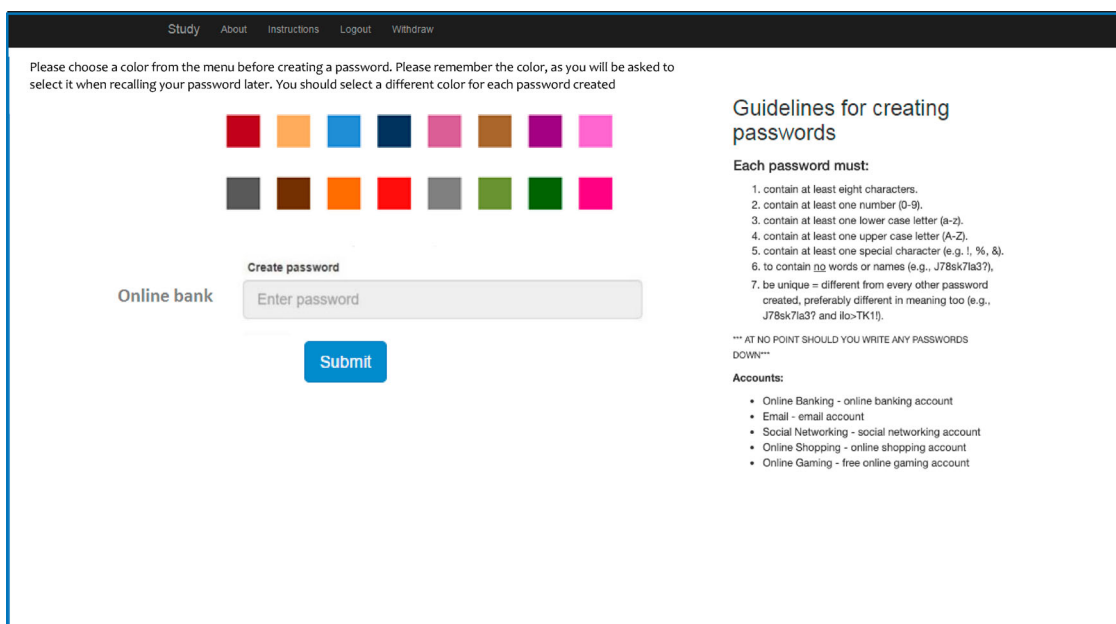 Study About Instructions Logout Withdraw
Please choose a color from the menu before creating a password. Please remember the color, as you will be asked to
select it when recalling your password later. You should select a different color for each password created
Guidelines for creating
passwords
Each password must:
1. contain at least eight characters.
2. contain at least one number (0-9).
3. contain at least one lower case letter (a-z).
4. contain at least one upper case letter (A-Z).
5. contain at least one special character (e.g. !, %, &).
6. to contain no words or names (e.g., J78sk7la3?),
7. be unique = different from every other password
created, preferably different in meaning too (e.g.,
J78sk7la3? and ilo>TK1!).
*** AT NO POINT SHOULD YOU WRITE ANY PASSWORDS
DOWN***
Accounts:
• Online Banking - online banking account
• Email - email account
• Social Networking - social networking account
• Online Shopping - online shopping account
• Online Gaming - free online gaming account
Create password
Online bank
Enter password
Submit